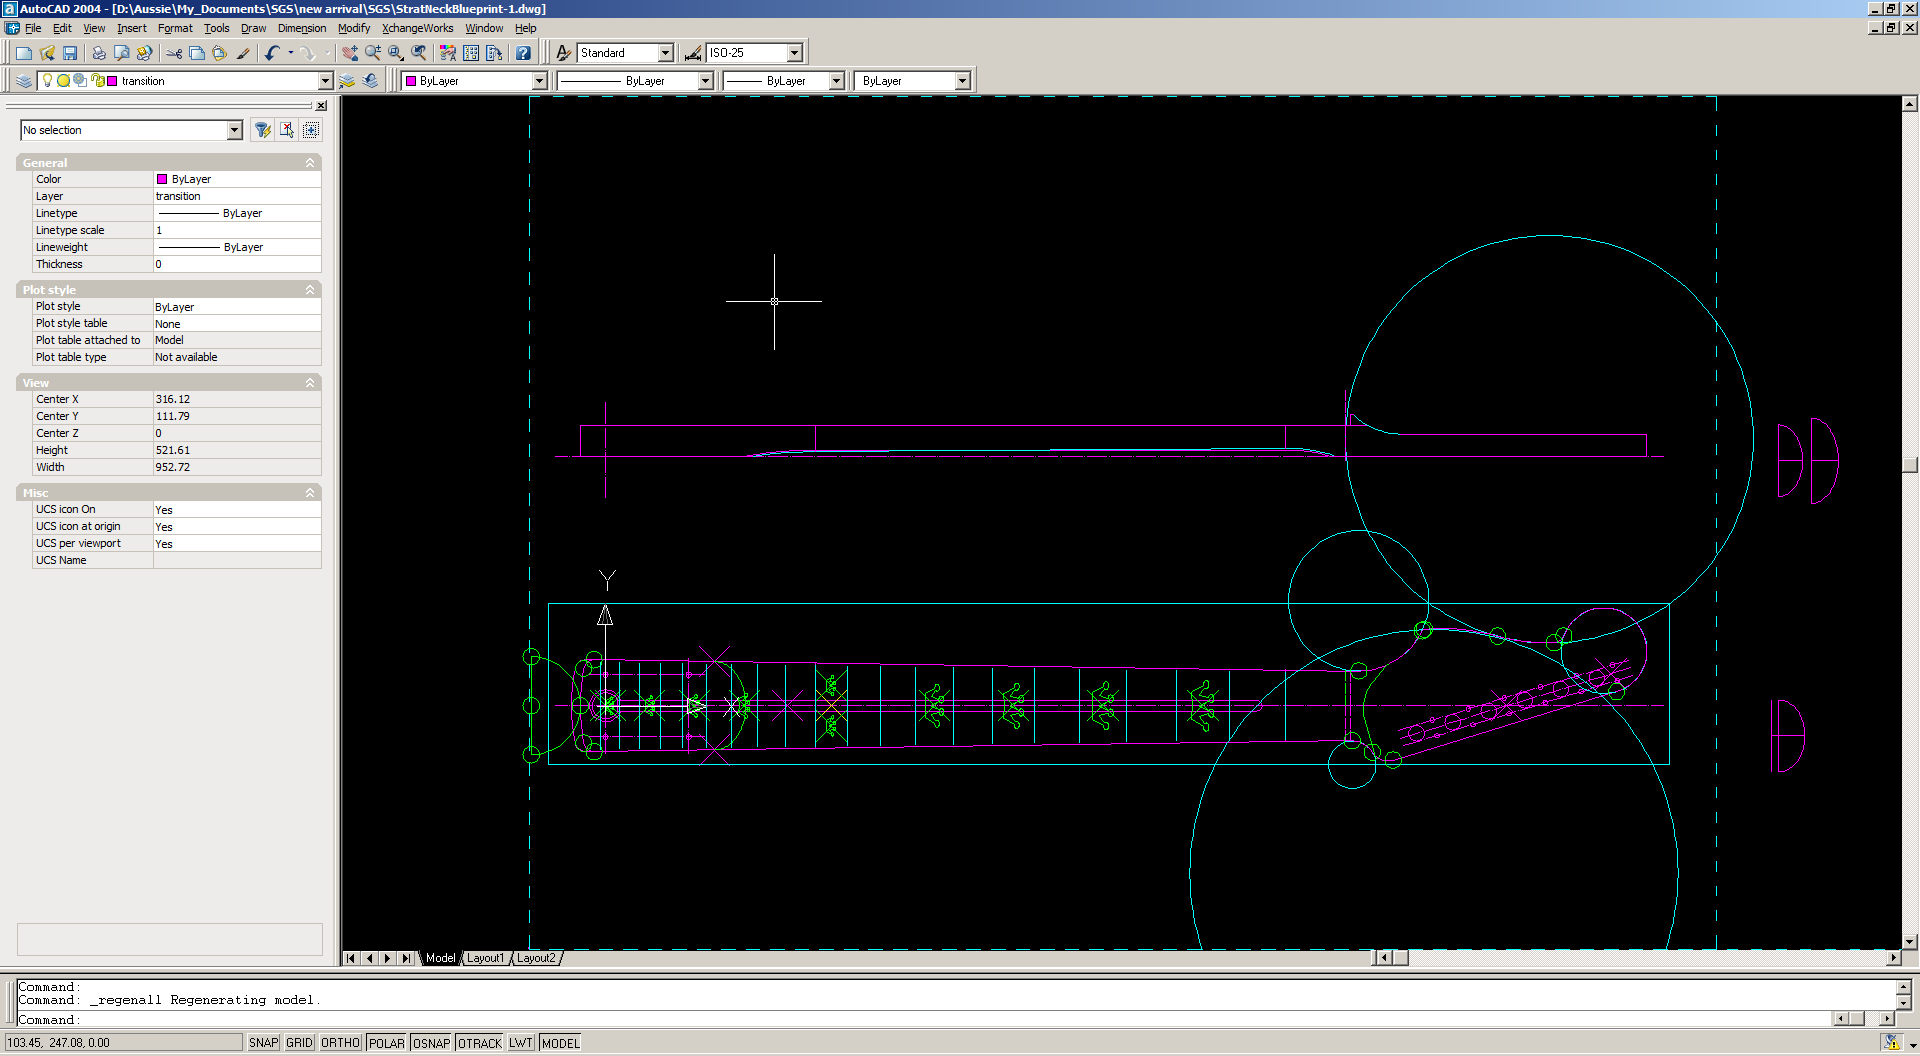 AutoCAD 2004 - [D:\Aussie\My_Documents\SGS\new arrival\SGS\StratNeckBlueprint-1.dwg]
File Edit View Insert Format Tools Draw Dimension Modify XchangeWorks Window Help
Standard ISO-25
transition ByLayer ByLayer ByLayer ByLayer
No selection
General
Color ByLayer
Layer transition
Linetype ByLayer
Linetype scale 1
Lineweight ByLayer
Thickness 0
Plot style
Plot style ByLayer
Plot style table None
Plot table attached to Model
Plot table type Not available
View
Center X 316.12
Center Y 111.79
Center Z 0
Height 521.61
Width 952.72
Misc
UCS icon On Yes
UCS icon at origin Yes
UCS per viewport Yes
UCS Name
Y
Model Layout1 Layout2
Command:
Command: _regenall Regenerating model.
Command:
103.45, 247.08, 0.00 SNAP GRID ORTHO POLAR OSNAP OTRACK LWT MODEL